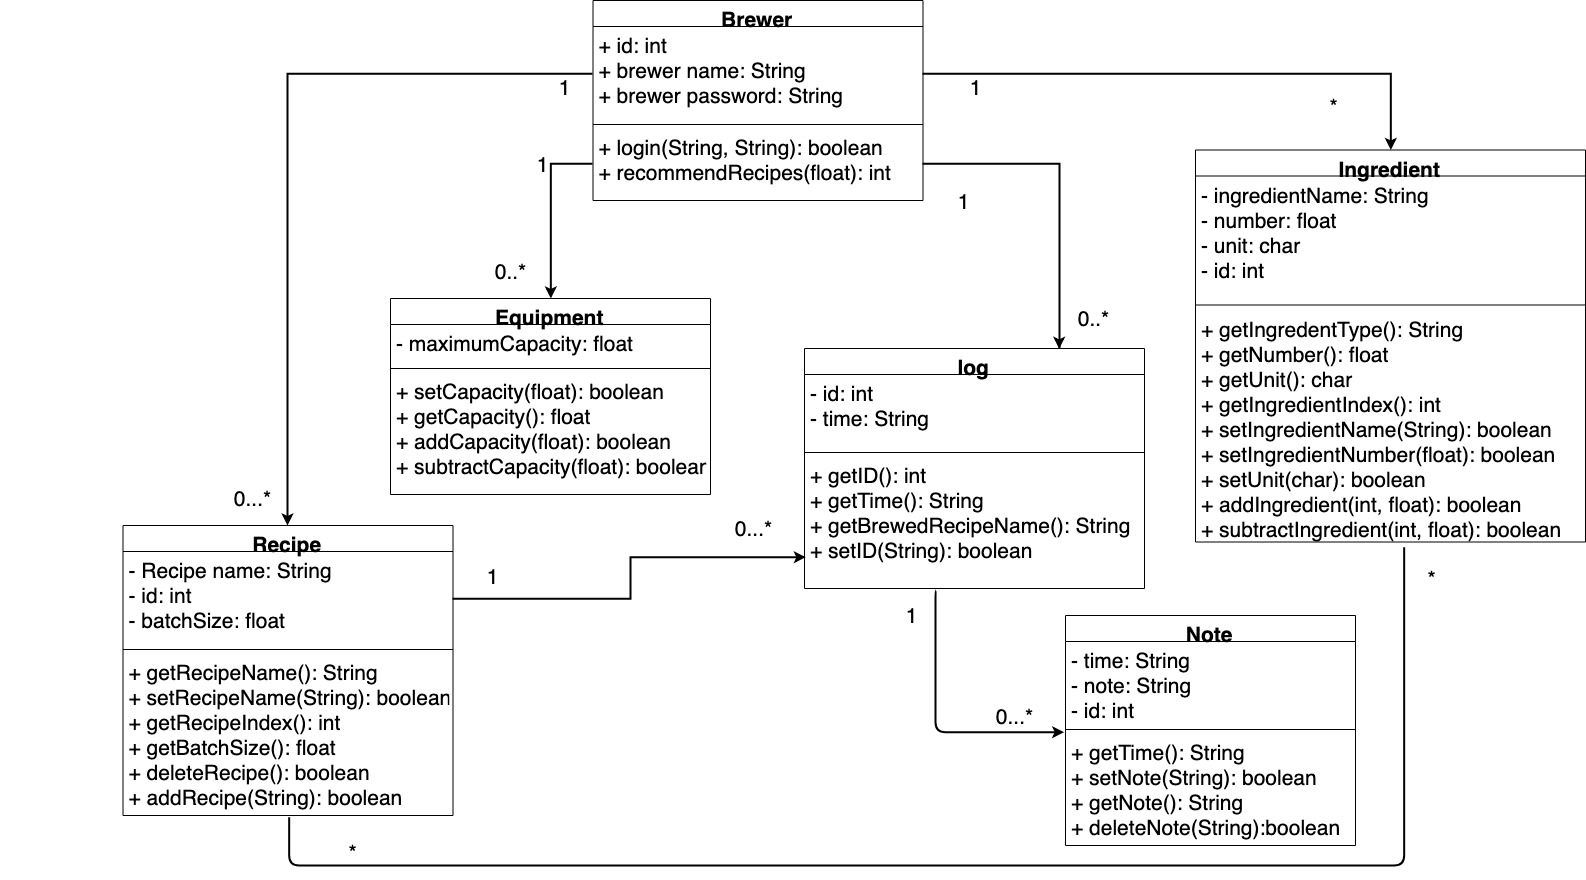 Brewer
+ id: int
+ brewer name: String
+ brewer password: String
+ login(String, String): boolean
+ recommendRecipes(float): int
1
1
*
1
1
0..*
0..*
0...*
Ingredient
- ingredientName: String
- number: float
- unit: char
- id: int
+ getIngredentType(): String
+ getNumber(): float
+ getUnit(): char
+ getIngredientIndex(): int
+ setIngredientName(String): boolean
+ setIngredientNumber(float): boolean
+ setUnit(char): boolean
+ addIngredient(int, float): boolean
+ subtractIngredient(int, float): boolean
Equipment
- maximumCapacity: float
+ setCapacity(float): boolean
+ getCapacity(): float
+ addCapacity(float): boolean
+ subtractCapacity(float): boolear
log
- id: int
- time: String
+ getID(): int
+ getTime(): String
+ getBrewedRecipeName(): String
+ setID(String): boolean
Recipe
- Recipe name: String
- id: int
- batchSize: float
+ getRecipeName(): String
+ setRecipeName(String): boolean
+ getRecipeIndex(): int
+ getBatchSize(): float
+ deleteRecipe(): boolean
+ addRecipe(String): boolean
1
0...*
1
0...*
*
*
Note
- time: String
- note: String
- id: int
+ getTime(): String
+ setNote(String): boolean
+ getNote(): String
+ deleteNote(String):boolean